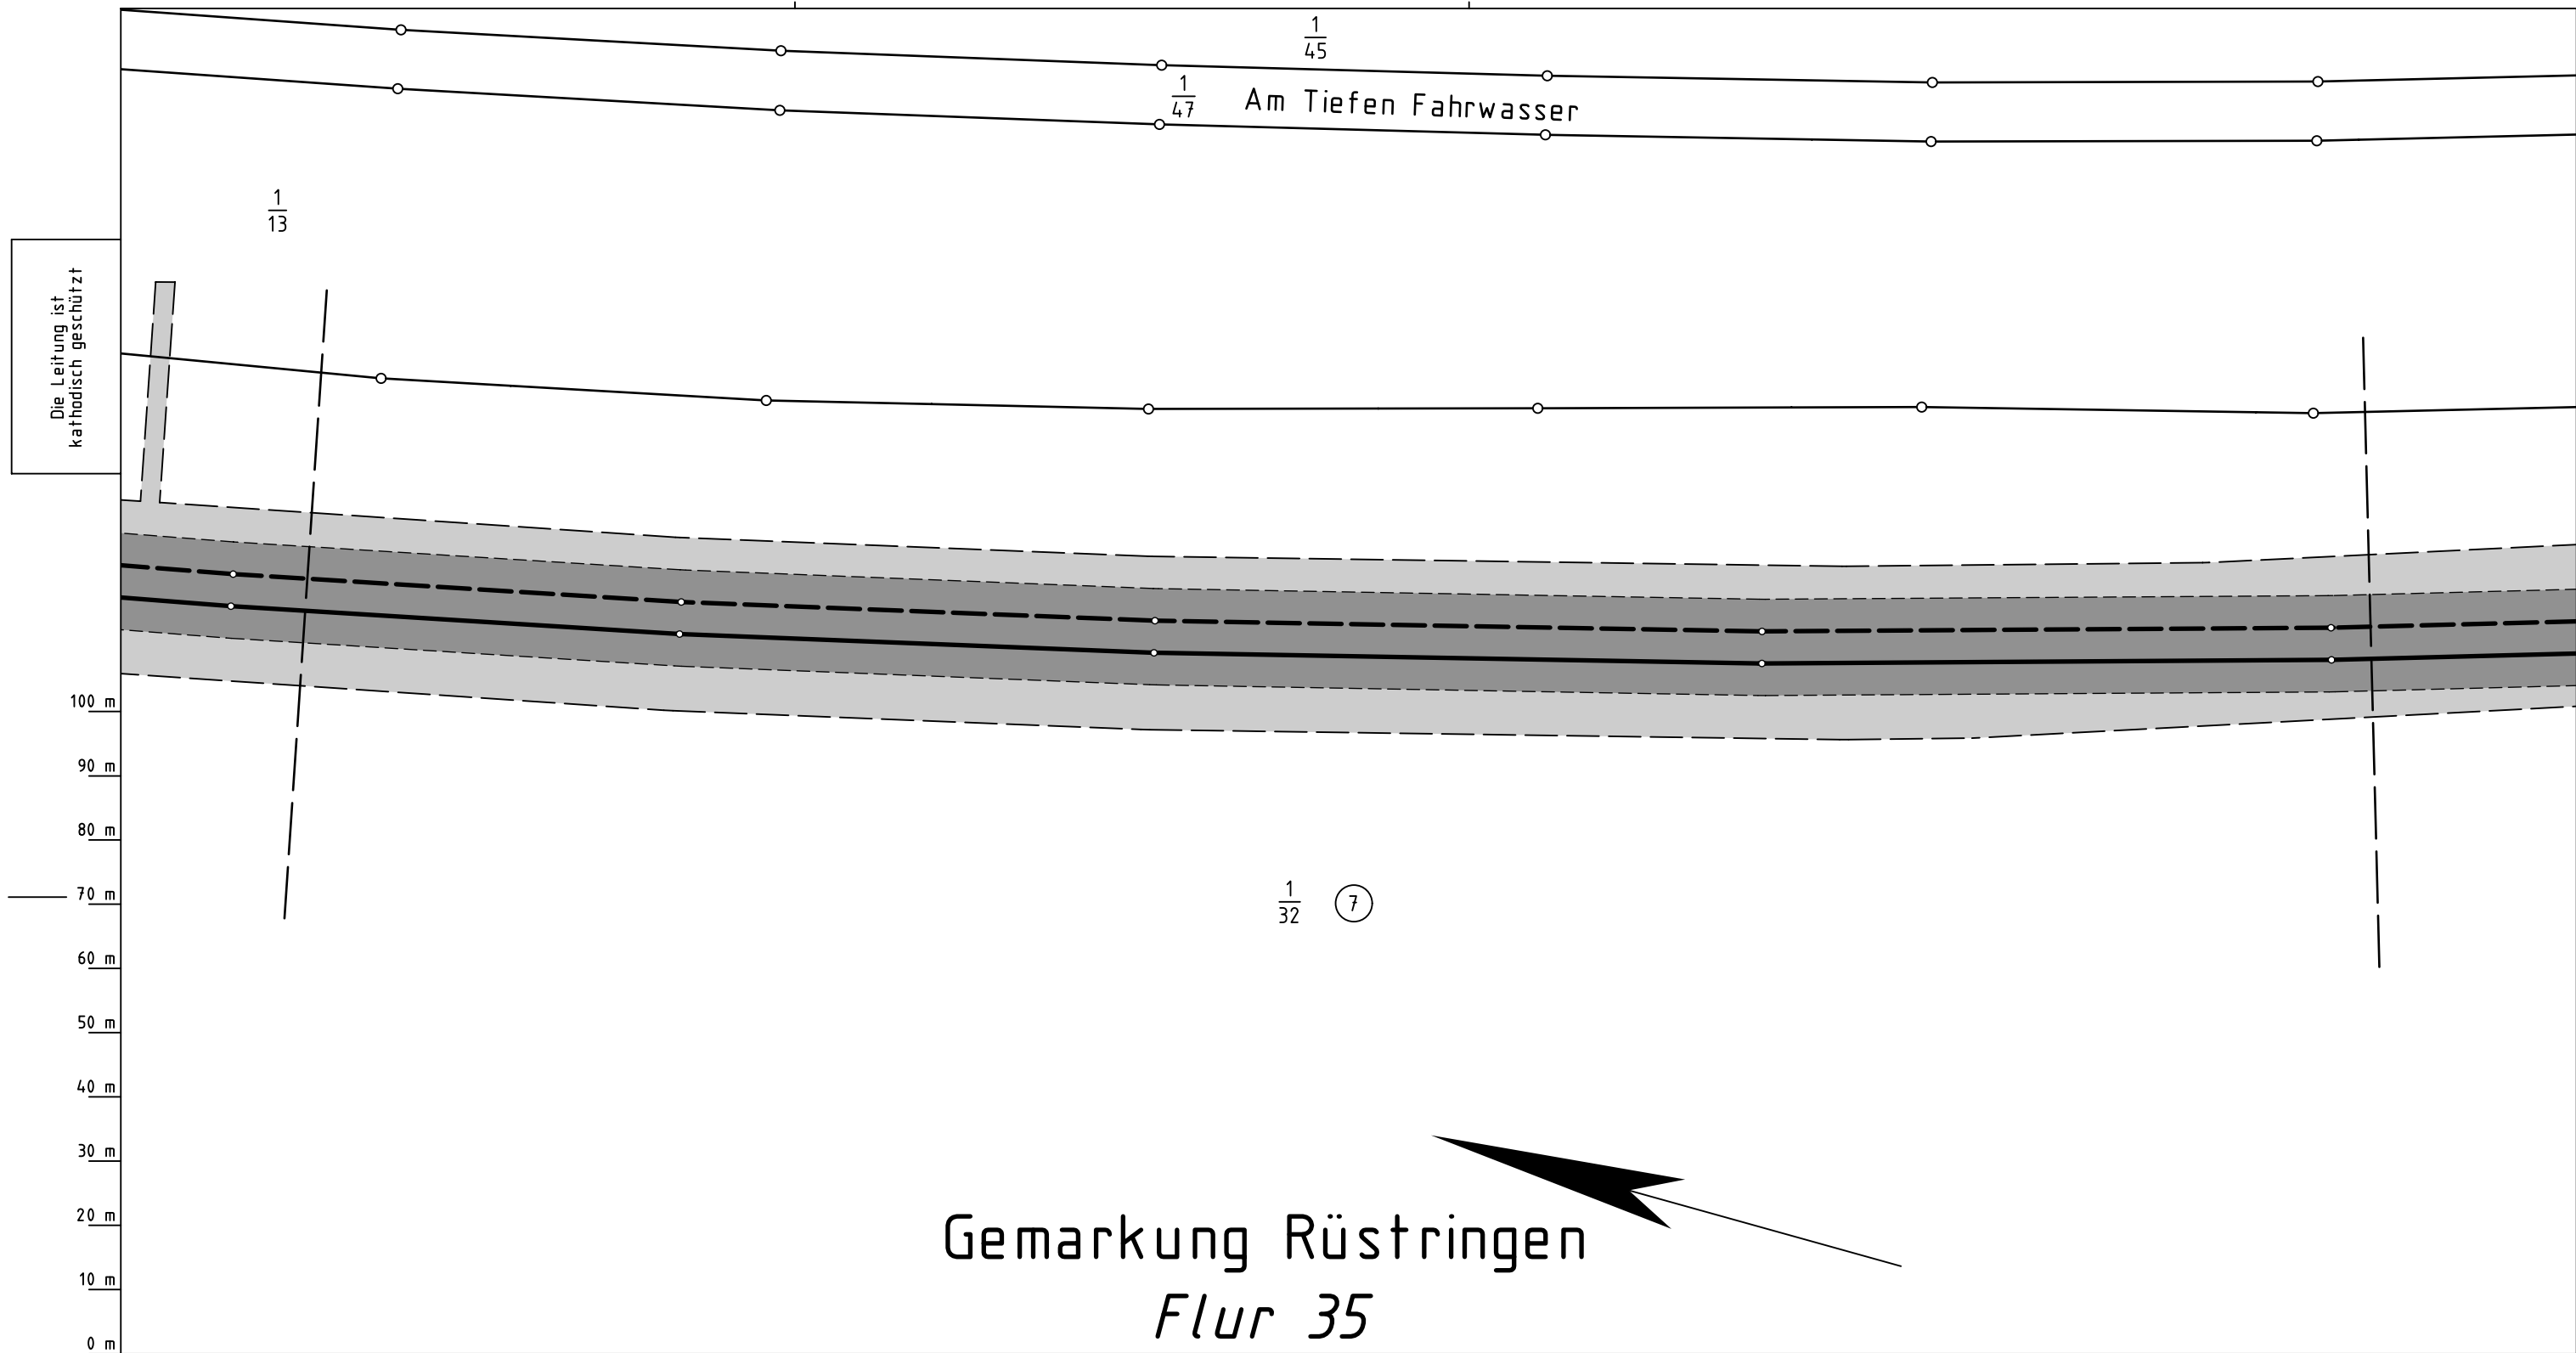 1
45
1
47
Am Tiefen Fahrwasser
1
13
Die Leitung ist
kathodisch geschützt
100 m
90 m
80 m
70 m
60 m
50 m
40 m
30 m
20 m
10 m
0 m
1
32
7
Gemarkung Rüstringen
Flur 35